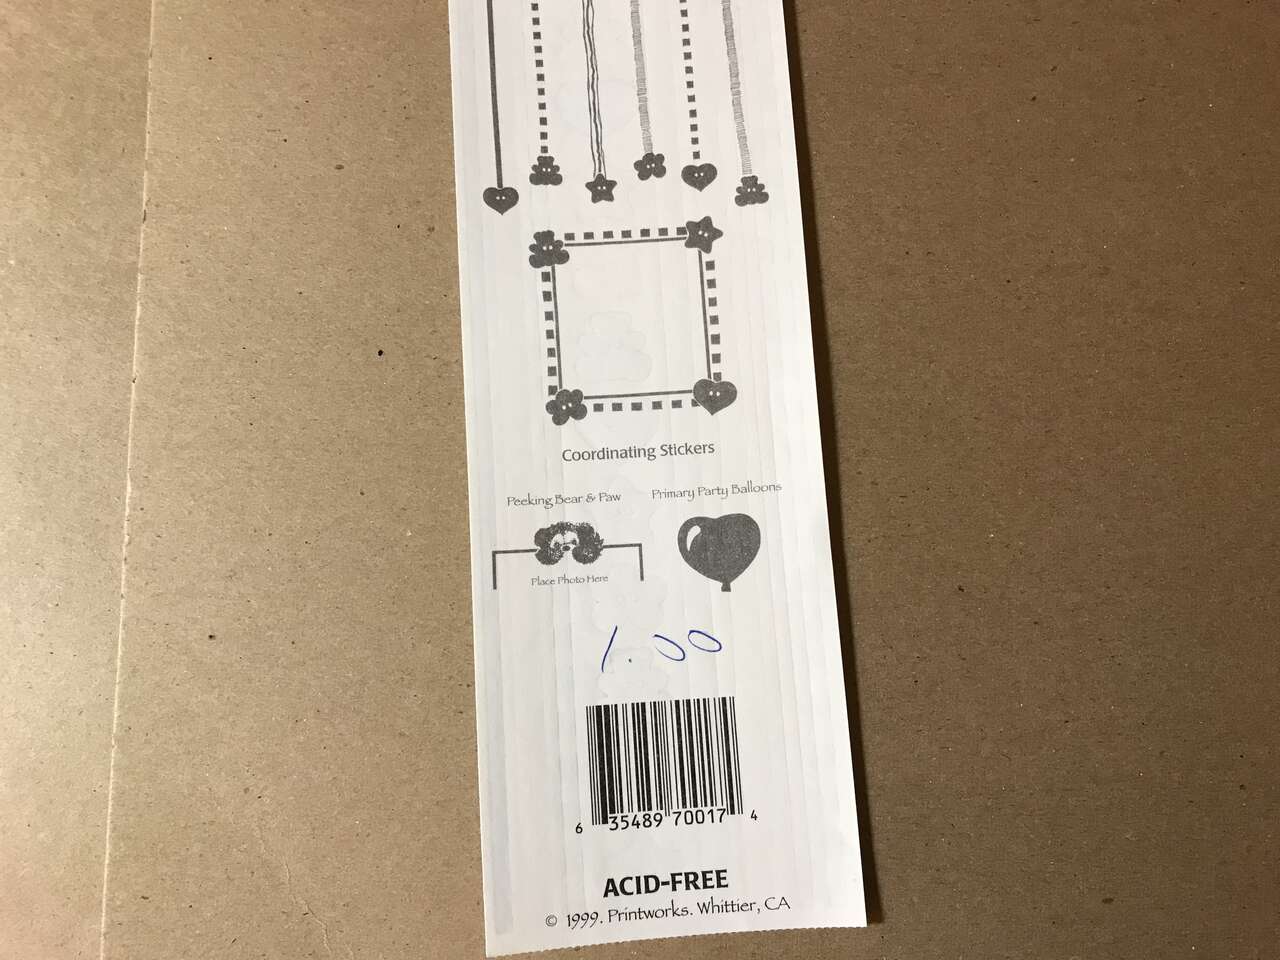 Coordinating Stickers
Peeking Bear & Paw
Primary Party Balloons
Place Photo Here
1.00
6 35489 70017 4
ACID-FREE
© 1999. Printworks. Whittier, CA